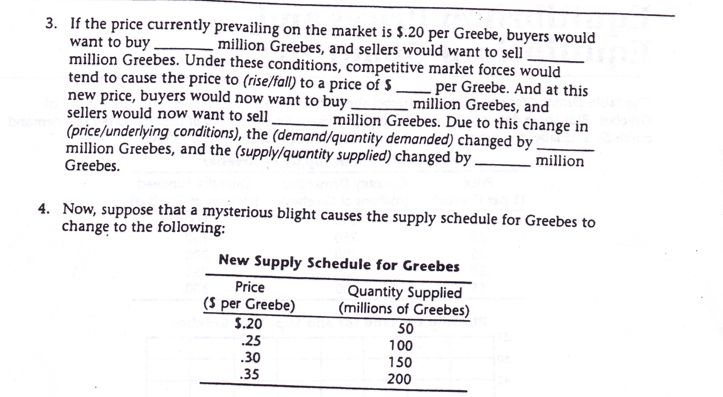 3. If the price currently prevailing on the market is $.20 per Greebe, buyers would
want to buy ________ million Greebes, and sellers would want to sell ________
million Greebes. Under these conditions, competitive market forces would
tend to cause the price to (rise/fall) to a price of $ _____ per Greebe. And at this
new price, buyers would now want to buy ________ million Greebes, and
sellers would now want to sell ________ million Greebes. Due to this change in
(price/underlying conditions), the (demand/quantity demanded) changed by ________
million Greebes, and the (supply/quantity supplied) changed by ________ million
Greebes.
4. Now, suppose that a mysterious blight causes the supply schedule for Greebes to
change to the following:
New Supply Schedule for Greebes
Price Quantity Supplied
($ per Greebe) (millions of Greebes)
$.20 50
.25 100
.30 150
.35 200